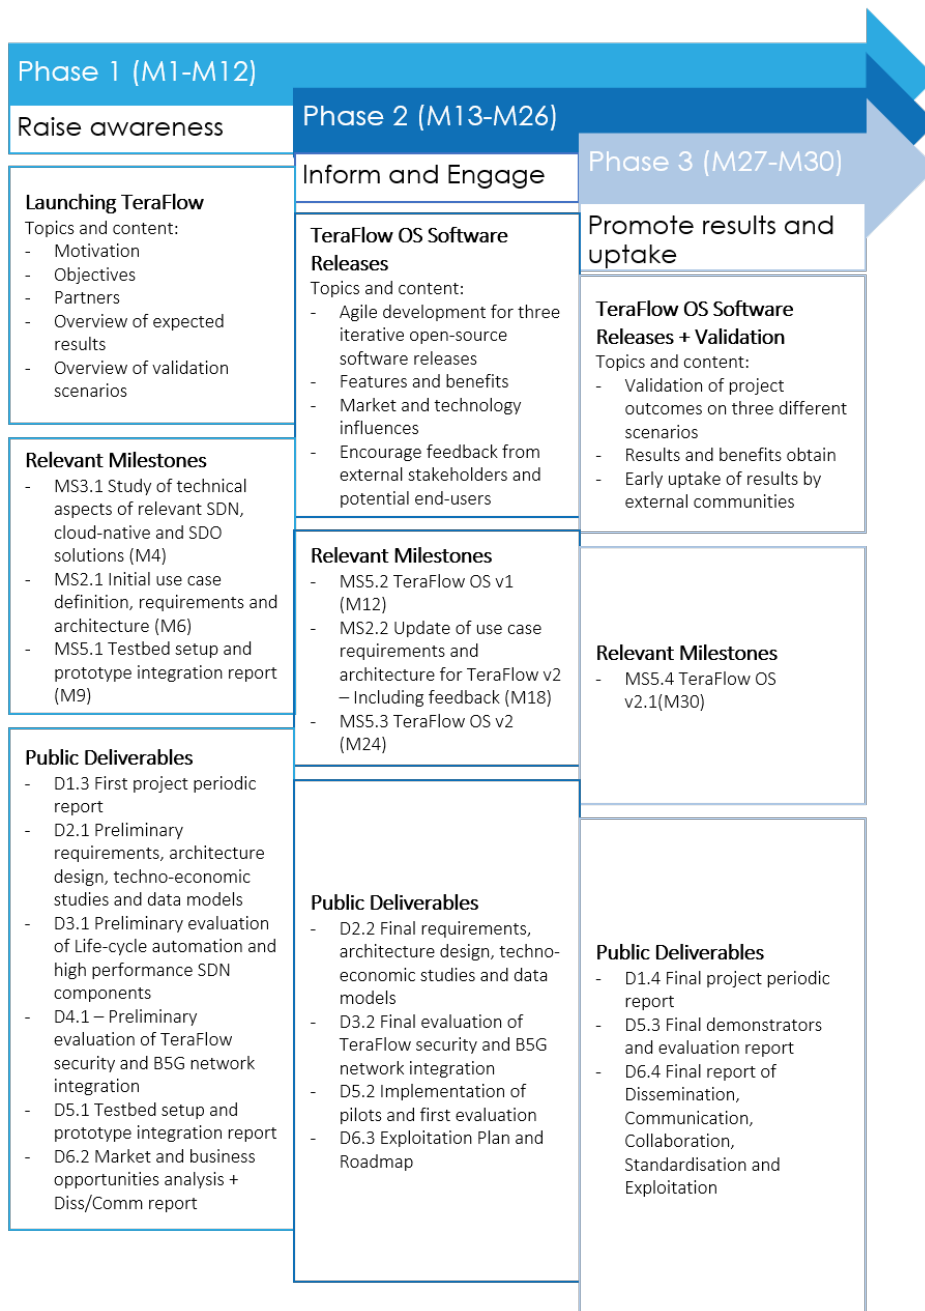 Phase 1 (M1-M12)
Raise awareness
Launching TeraFlow
Topics and content:
- Motivation
- Objectives
- Partners
- Overview of expected
results
- Overview of validation
scenarios
Relevant Milestones
- MS3.1 Study of technical
aspects of relevant SDN,
cloud-native and SDO
solutions (M4)
- MS2.1 Initial use case
definition, requirements and
architecture (M6)
- MS5.1 Testbed setup and
prototype integration report
(M9)
Public Deliverables
- D1.3 First project periodic
report
- D2.1 Preliminary
requirements, architecture
design, techno-economic
studies and data models
- D3.1 Preliminary evaluation
of Life-cycle automation and
high performance SDN
components
- D4.1 – Preliminary
evaluation of TeraFlow
security and B5G network
integration
- D5.1 Testbed setup and
prototype integration report
- D6.2 Market and business
opportunities analysis +
Diss/Comm report
Phase 2 (M13-M26)
Inform and Engage
TeraFlow OS Software
Releases
Topics and content:
- Agile development for three
iterative open-source
software releases
- Features and benefits
- Market and technology
influences
- Encourage feedback from
external stakeholders and
potential end-users
Relevant Milestones
- MS5.2 TeraFlow OS v1
(M12)
- MS2.2 Update of use case
requirements and
architecture for TeraFlow v2
– Including feedback (M18)
- MS5.3 TeraFlow OS v2
(M24)
Public Deliverables
- D2.2 Final requirements,
architecture design, techno-
economic studies and data
models
- D3.2 Final evaluation of
TeraFlow security and B5G
network integration
- D5.2 Implementation of
pilots and first evaluation
- D6.3 Exploitation Plan and
Roadmap
Phase 3 (M27-M30)
Promote results and
uptake
TeraFlow OS Software
Releases + Validation
Topics and content:
- Validation of project
outcomes on three different
scenarios
- Results and benefits obtain
- Early uptake of results by
external communities
Relevant Milestones
- MS5.4 TeraFlow OS
v2.1(M30)
Public Deliverables
- D1.4 Final project periodic
report
- D5.3 Final demonstrators
and evaluation report
- D6.4 Final report of
Dissemination,
Communication,
Collaboration,
Standardisation and
Exploitation